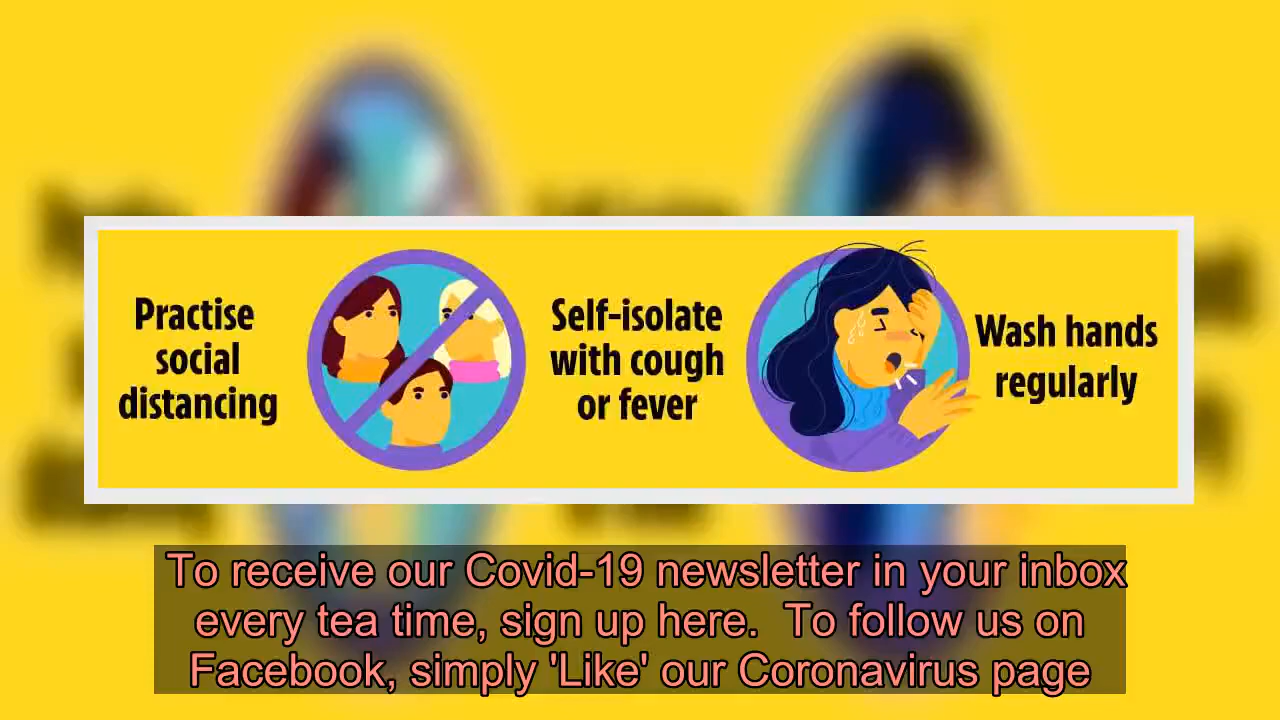 Practise
social
distancing
Self-isolate
with cough
or fever
Wash hands
regularly
To receive our Covid-19 newsletter in your inbox
every tea time, sign up here.  To follow us on
Facebook, simply 'Like' our Coronavirus page